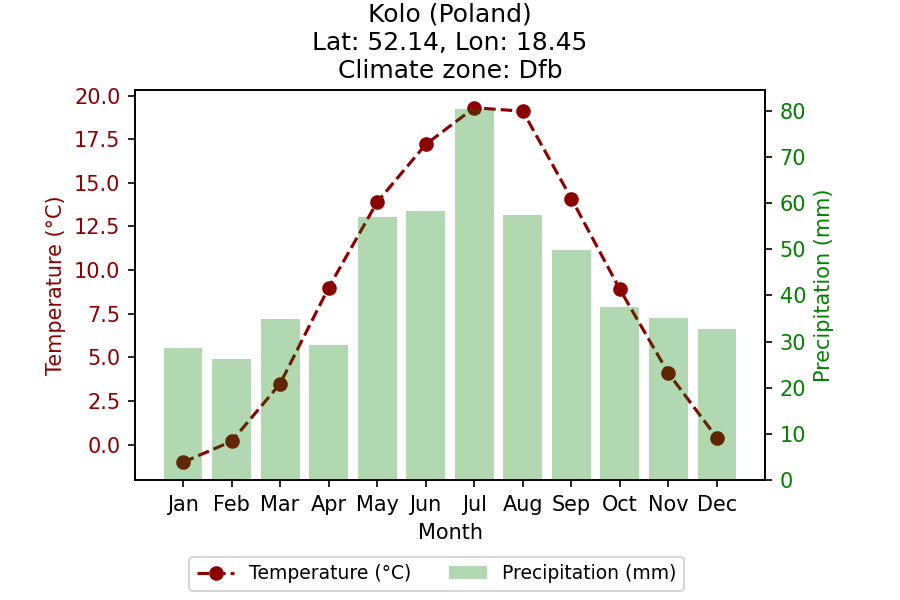 Kolo (Poland)
Lat: 52.14, Lon: 18.45
Climate zone: Dfb
Temperature (°C)
20.0
17.5
15.0
12.5
10.0
7.5
5.0
2.5
0.0
80
70
60
50
40
30
20
10
0
Precipitation (mm)
Jan Feb Mar Apr May Jun Jul Aug Sep Oct Nov Dec
Month
Temperature (°C) Precipitation (mm)